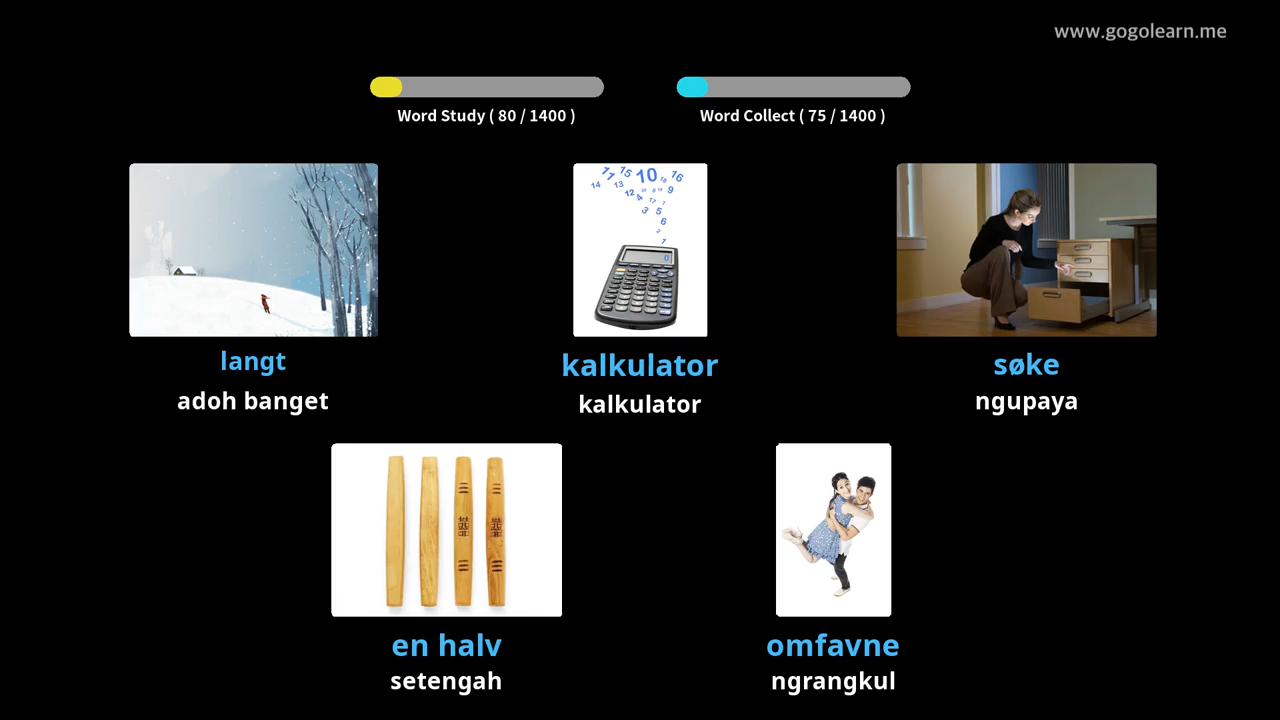 www.gogolearn.me
Word Study ( 80 / 1400 )
Word Collect ( 75 / 1400 )
langt
adoh banget
kalkulator
kalkulator
søke
ngupaya
en halv
setengah
omfavne
ngrangkul